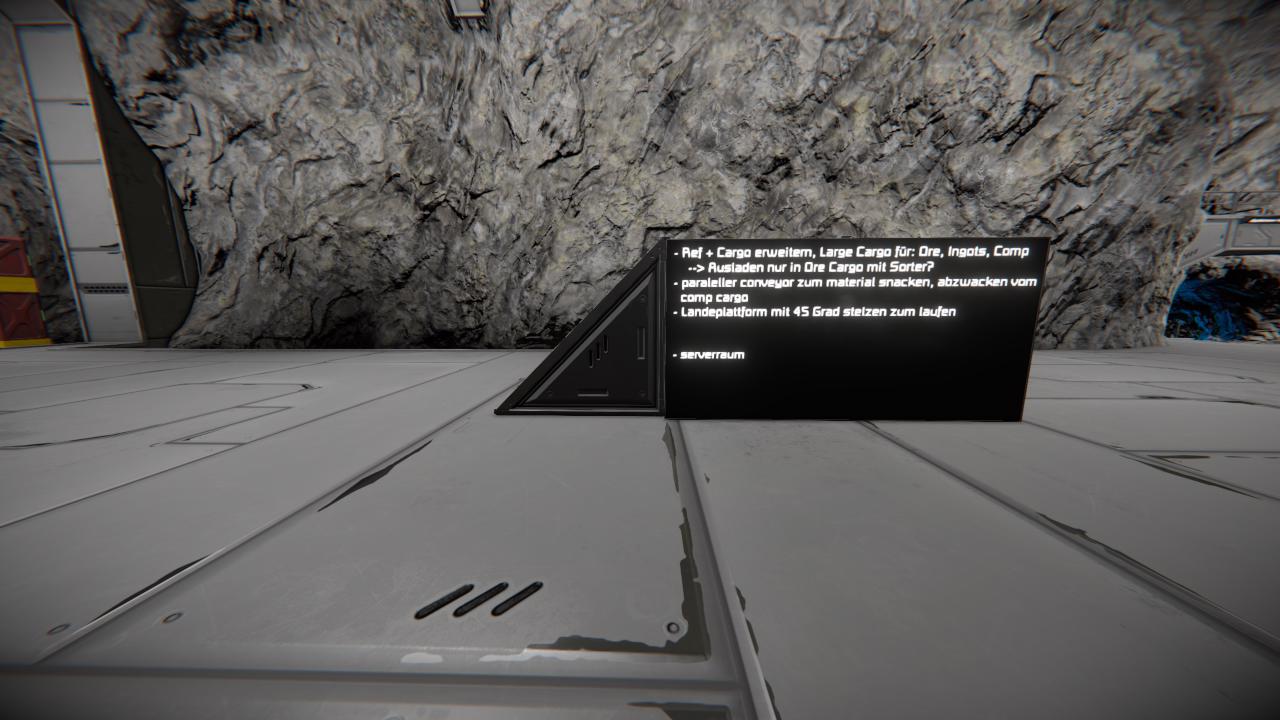 - Ref + Cargo erweitern, Large Cargo für: Ore, Ingots, Comp
--> Ausladen nur in Ore Cargo mit Sorter?
- paraleller conveyor zum material snacken, abzwacken vom
comp cargo
- Landeplattform mit 45 Grad stelzen zum laufen
- serverraum